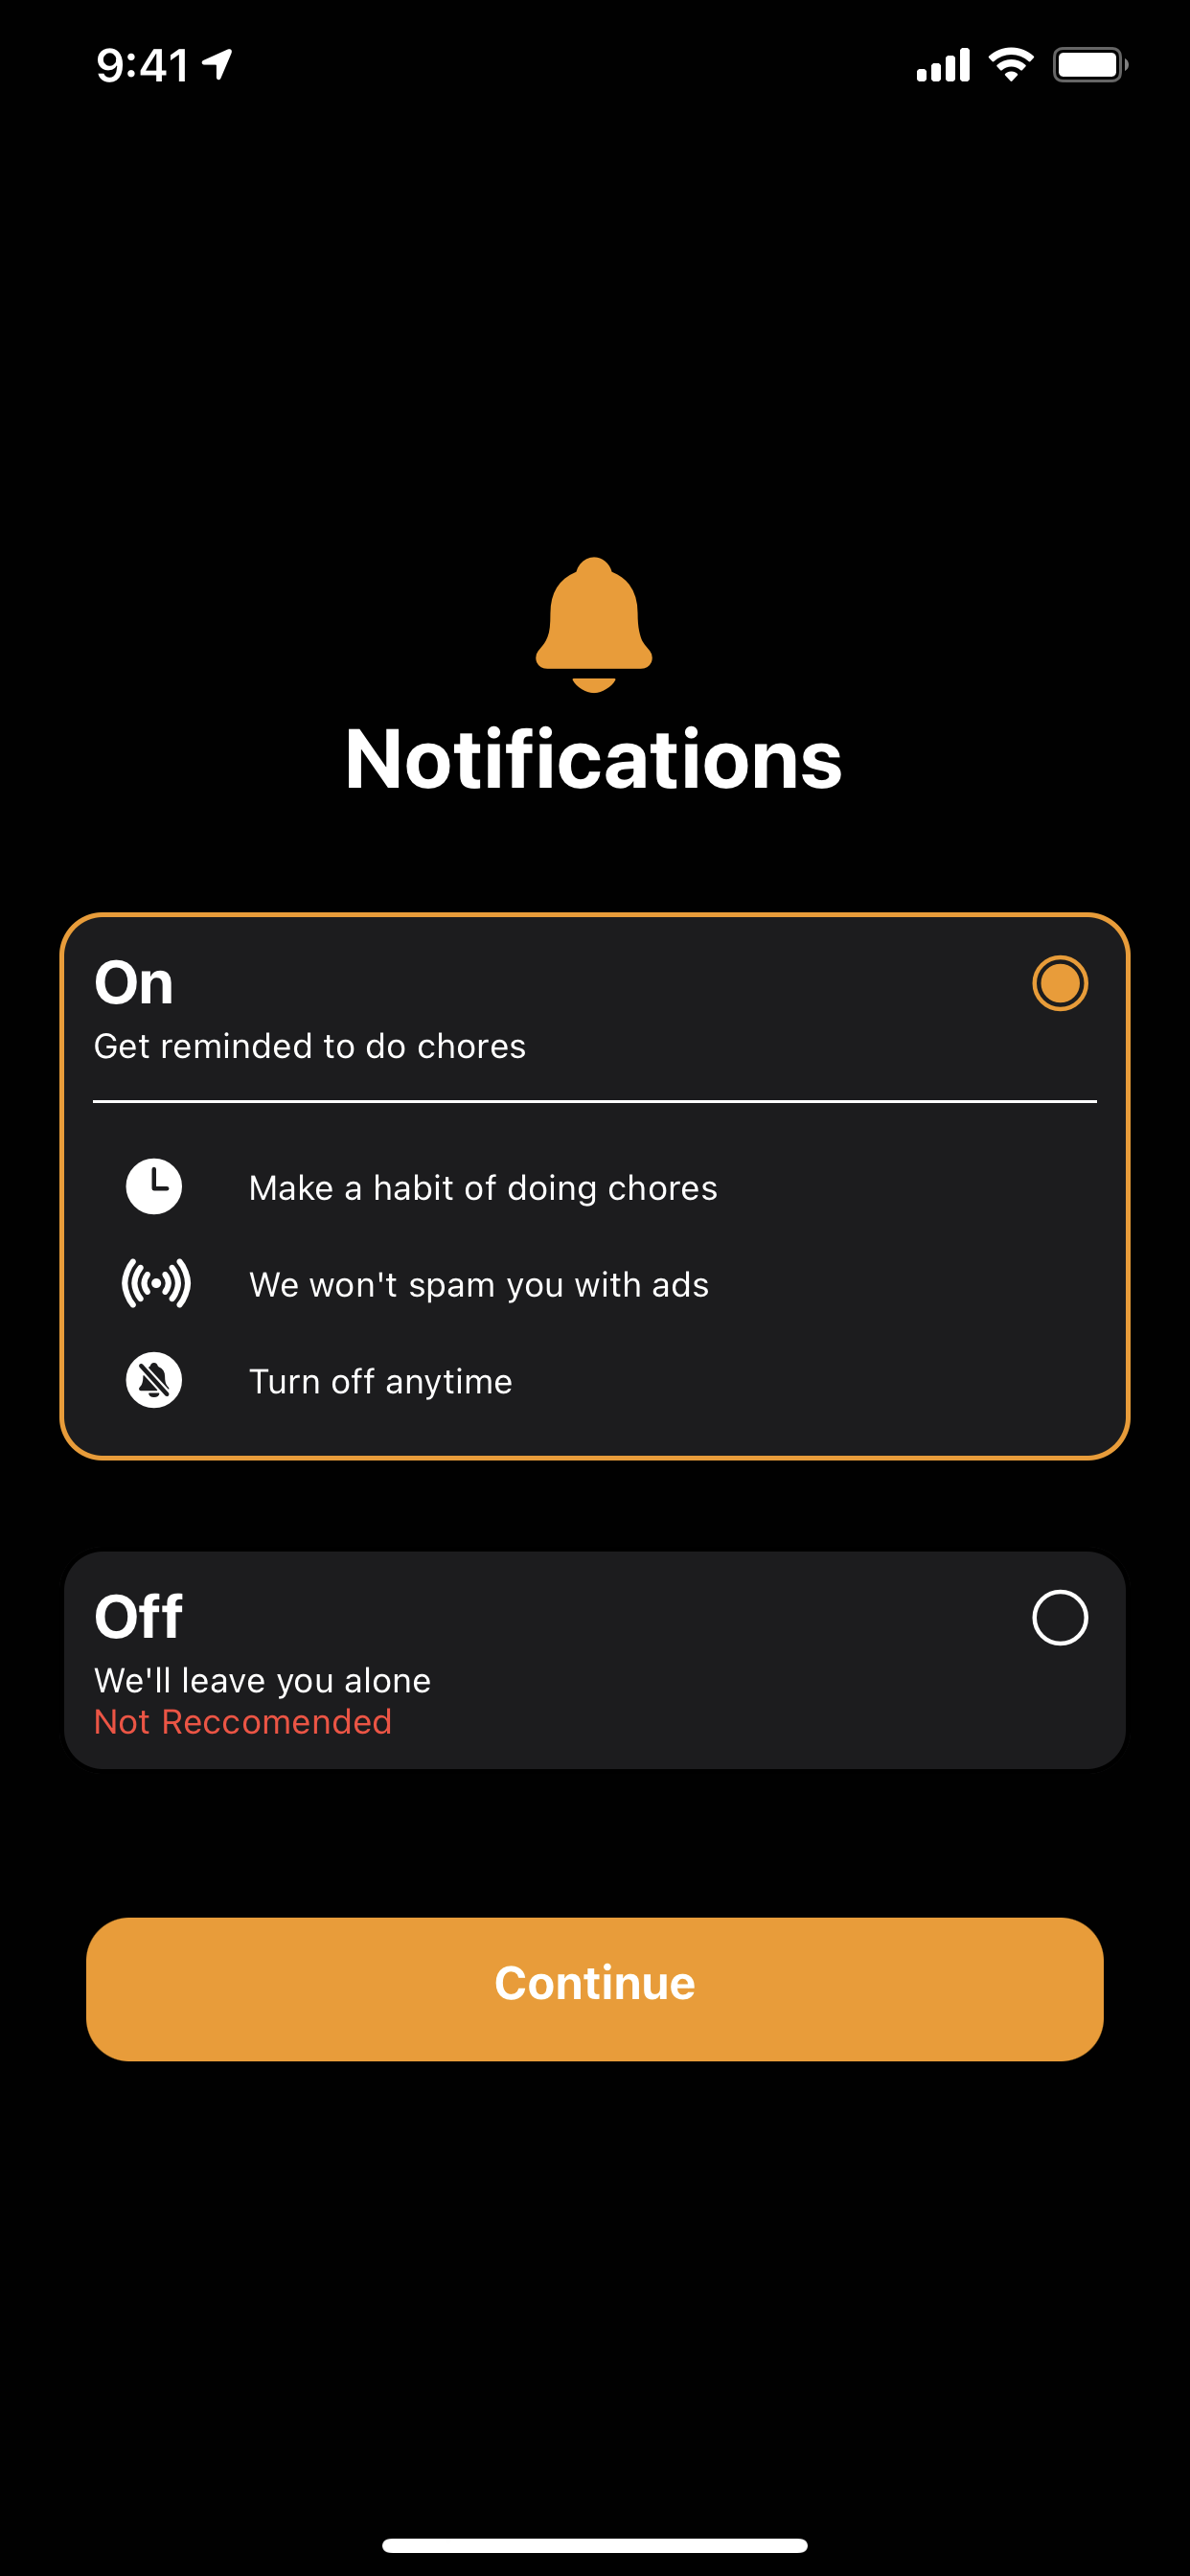 9:41
Notifications
On
Get reminded to do chores
Make a habit of doing chores
We won't spam you with ads
Turn off anytime
Off
We'll leave you alone
Not Reccomended
Continue